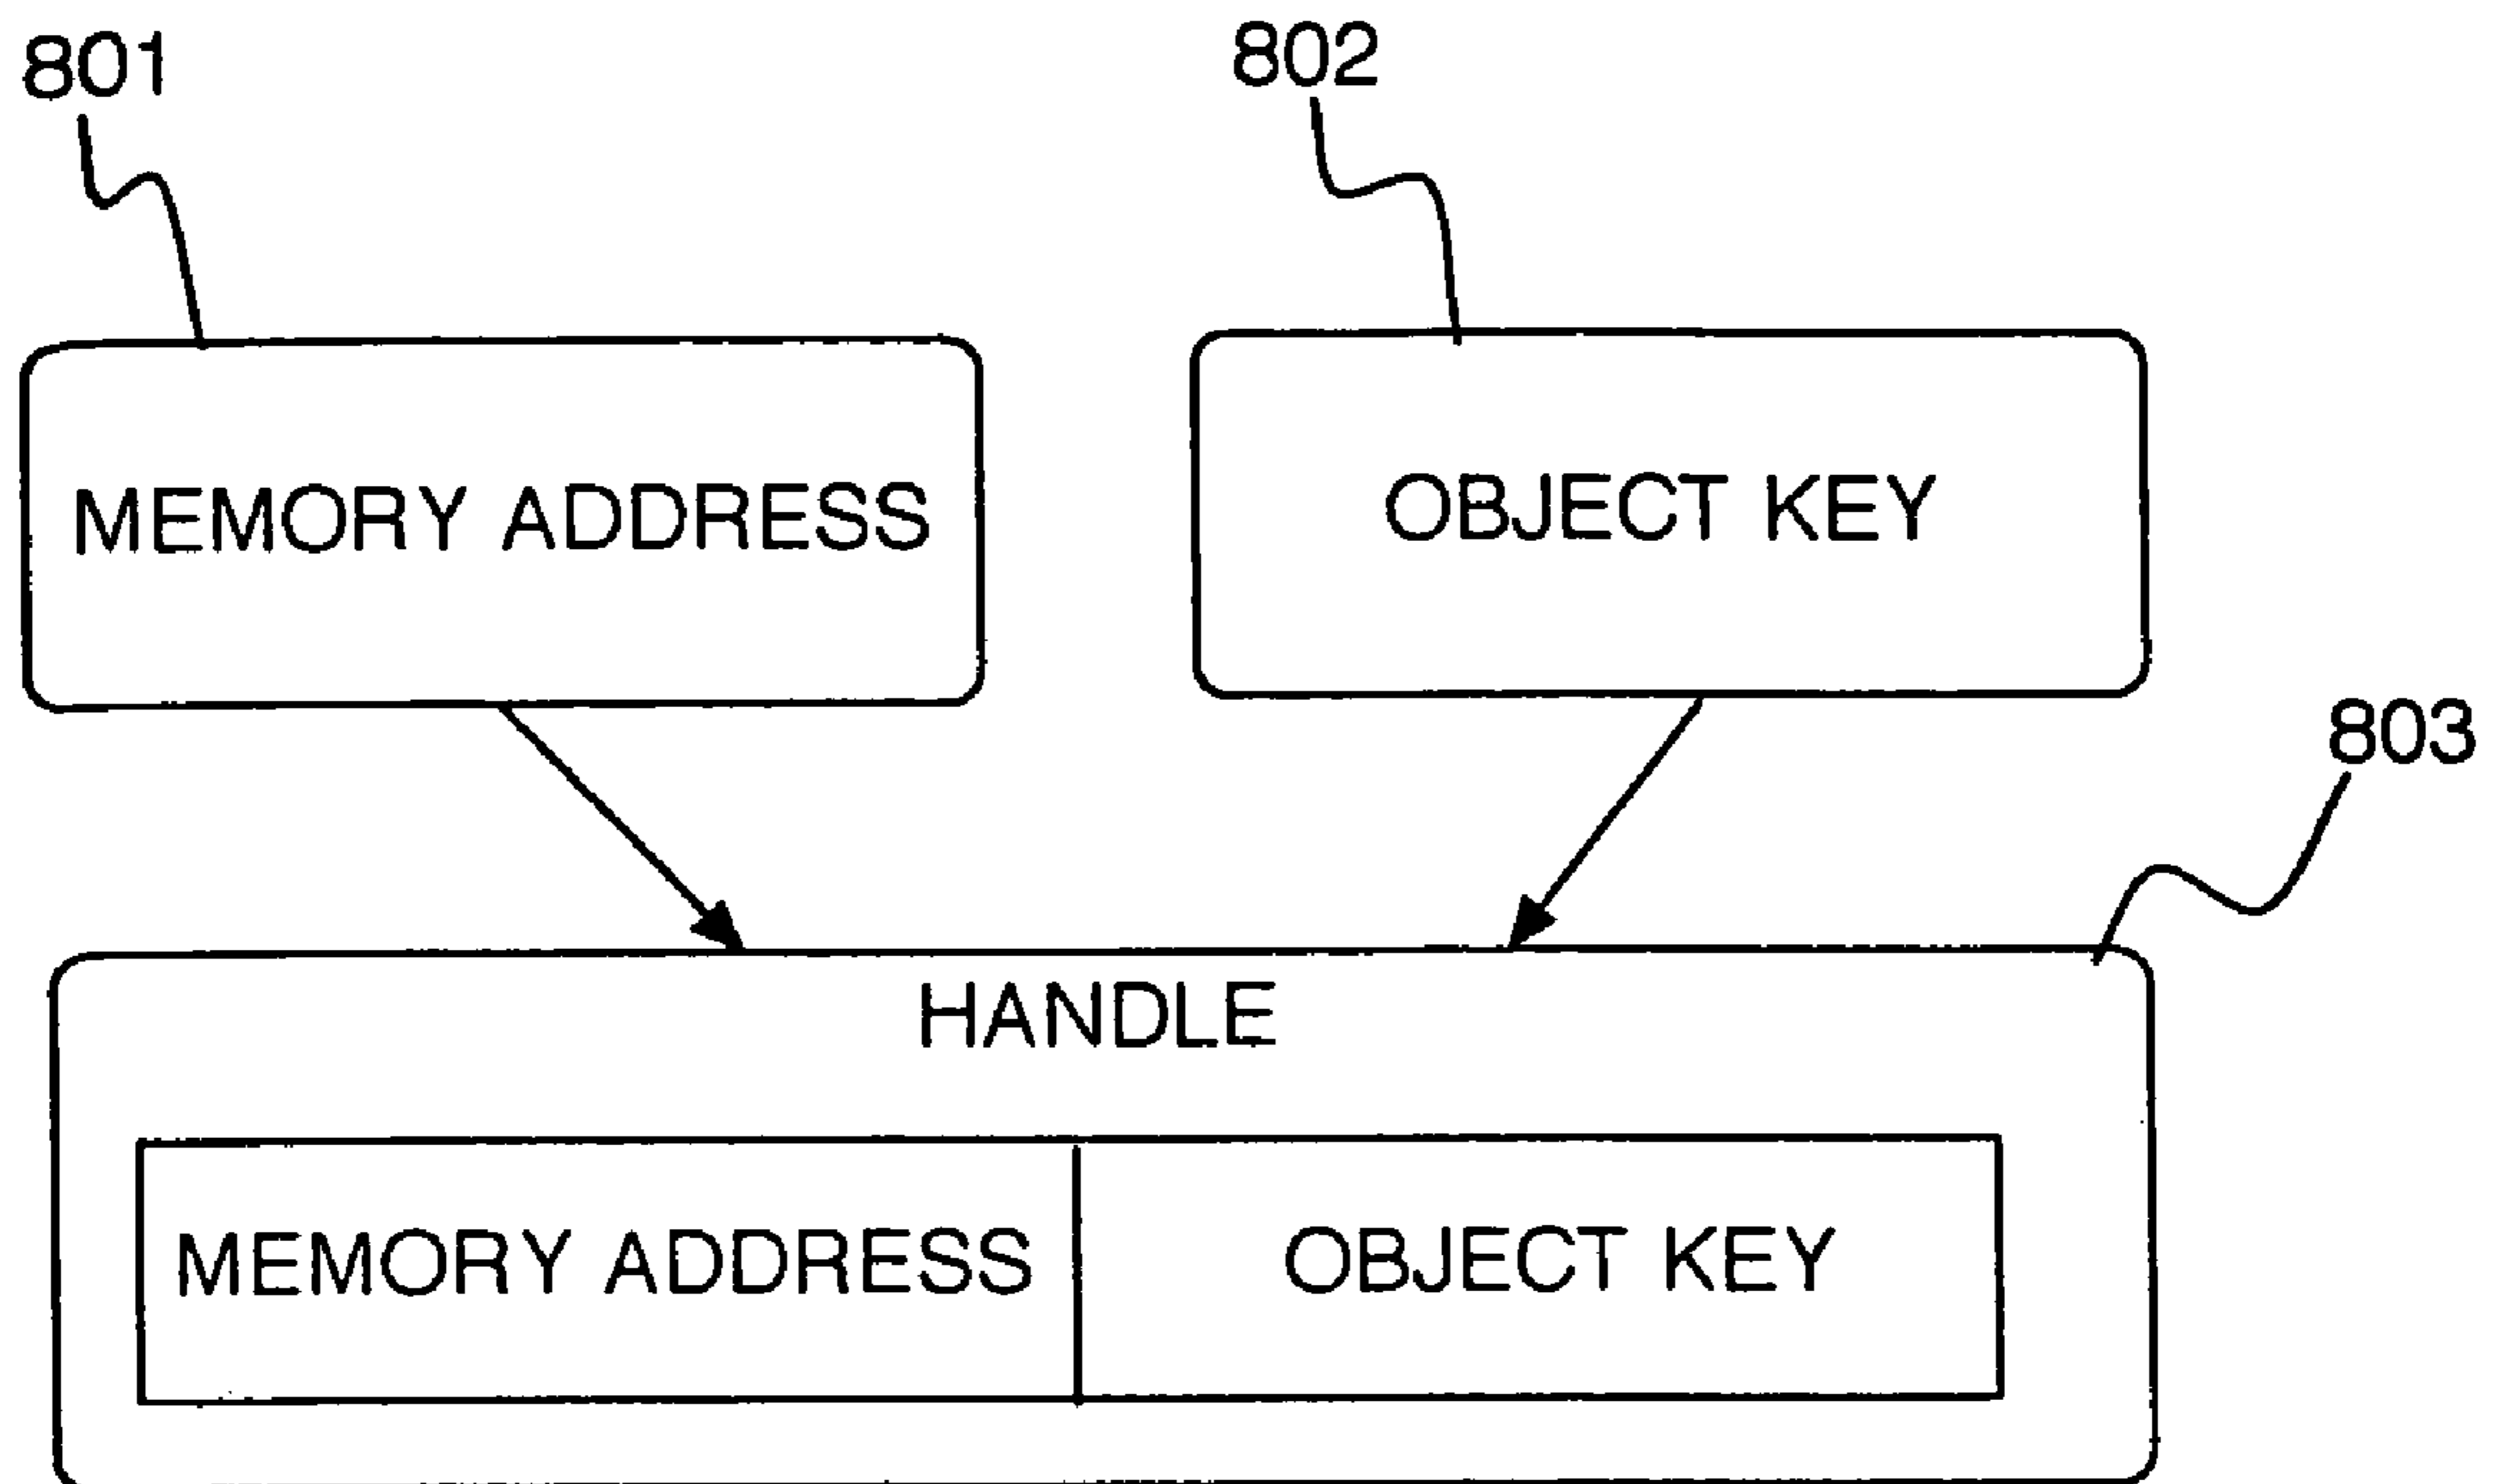 801
802
MEMORY ADDRESS
OBJECT KEY
803
HANDLE
MEMORY ADDRESS
OBJECT KEY